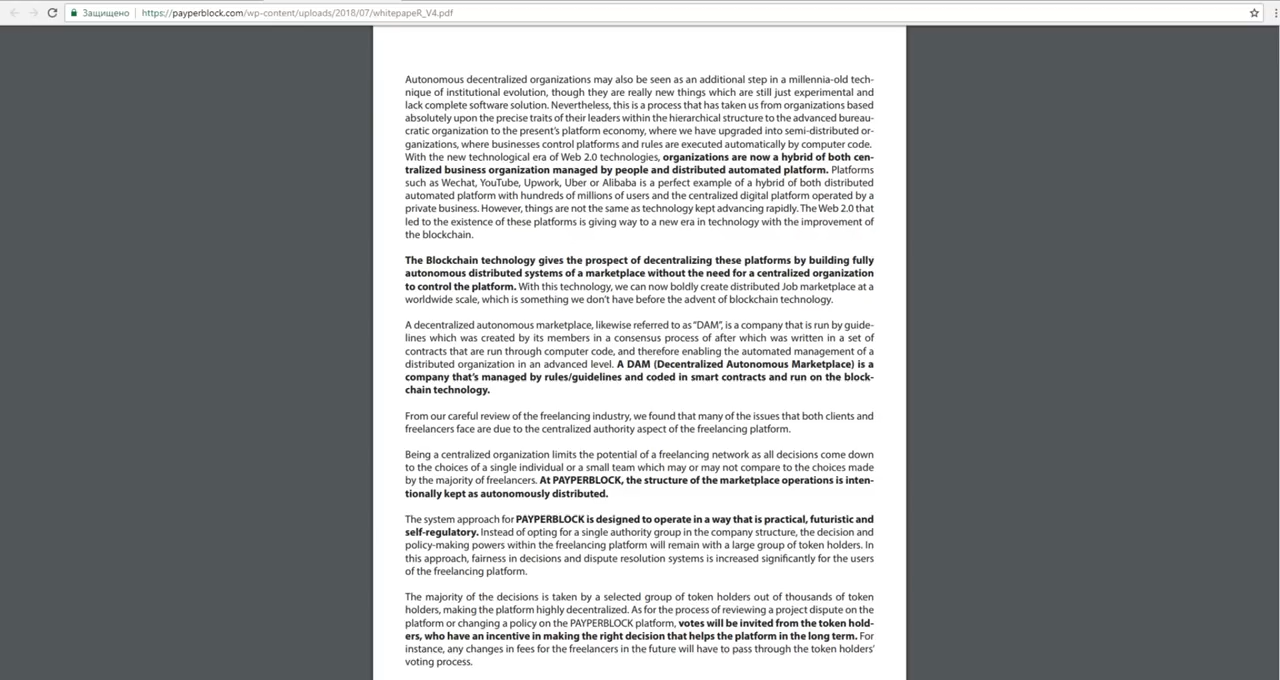 Защищено https://payperblock.com/wp-content/uploads/2018/07/whitepapeR_V4.pdf
Autonomous decentralized organizations may also be seen as an additional step in a millennia-old tech-
nique of institutional evolution, though they are really new things which are still just experimental and
lack complete software solution. Nevertheless, this is a process that has taken us from organizations based
absolutely upon the precise traits of their leaders within the hierarchical structure to the advanced bureau-
cratic organization to the present's platform economy, where we have upgraded into semi-distributed or-
ganizations, where businesses control platforms and rules are executed automatically by computer code.
With the new technological era of Web 2.0 technologies, organizations are now a hybrid of both cen-
tralized business organization managed by people and distributed automated platform. Platforms
such as Wechat, YouTube, Upwork, Uber or Alibaba is a perfect example of a hybrid of both distributed
automated platform with hundreds of millions of users and the centralized digital platform operated by a
private business. However, things are not the same as technology kept advancing rapidly. The Web 2.0 that
led to the existence of these platforms is giving way to a new era in technology with the improvement of
the blockchain.
The Blockchain technology gives the prospect of decentralizing these platforms by building fully
autonomous distributed systems of a marketplace without the need for a centralized organization
to control the platform. With this technology, we can now boldly create distributed Job marketplace at a
worldwide scale, which is something we don't have before the advent of blockchain technology.
A decentralized autonomous marketplace, likewise referred to as "DAM", is a company that is run by guide-
lines which was created by its members in a consensus process of after which was written in a set of
contracts that are run through computer code, and therefore enabling the automated management of a
distributed organization in an advanced level. A DAM (Decentralized Autonomous Marketplace) is a
company that's managed by rules/guidelines and coded in smart contracts and run on the block-
chain technology.
From our careful review of the freelancing industry, we found that many of the issues that both clients and
freelancers face are due to the centralized authority aspect of the freelancing platform.
Being a centralized organization limits the potential of a freelancing network as all decisions come down
to the choices of a single individual or a small team which may or may not compare to the choices made
by the majority of freelancers. At PAYPERBLOCK, the structure of the marketplace operations is inten-
tionally kept as autonomously distributed.
The system approach for PAYPERBLOCK is designed to operate in a way that is practical, futuristic and
self-regulatory. Instead of opting for a single authority group in the company structure, the decision and
policy-making powers within the freelancing platform will remain with a large group of token holders. In
this approach, fairness in decisions and dispute resolution systems is increased significantly for the users
of the freelancing platform.
The majority of the decisions is taken by a selected group of token holders out of thousands of token
holders, making the platform highly decentralized. As for the process of reviewing a project dispute on the
platform or changing a policy on the PAYPERBLOCK platform, votes will be invited from the token hold-
ers, who have an incentive in making the right decision that helps the platform in the long term. For
instance, any changes in fees for the freelancers in the future will have to pass through the token holders'
voting process.